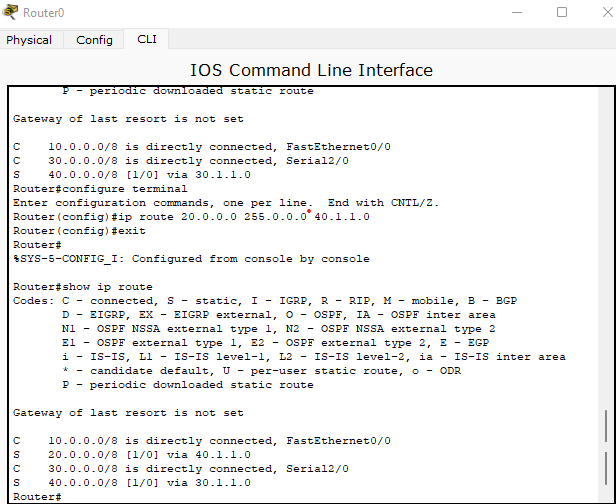 Router0
Physical Config CLI
IOS Command Line Interface
P - periodic downloaded static route
Gateway of last resort is not set
C 10.0.0.0/8 is directly connected, FastEthernet0/0
C 30.0.0.0/8 is directly connected, Serial2/0
S 40.0.0.0/8 [1/0] via 30.1.1.0
Router#configure terminal
Enter configuration commands, one per line. End with CNTL/Z.
Router(config)#ip route 20.0.0.0 255.0.0.0 40.1.1.0
Router(config)#exit
Router#
%SYS-5-CONFIG_I: Configured from console by console
Router#show ip route
Codes: C - connected, S - static, I - IGRP, R - RIP, M - mobile, B - BGP
D - EIGRP, EX - EIGRP external, O - OSPF, IA - OSPF inter area
N1 - OSPF NSSA external type 1, N2 - OSPF NSSA external type 2
E1 - OSPF external type 1, E2 - OSPF external type 2, E - EGP
i - IS-IS, L1 - IS-IS level-1, L2 - IS-IS level-2, ia - IS-IS inter area
* - candidate default, U - per-user static route, o - ODR
P - periodic downloaded static route
Gateway of last resort is not set
C 10.0.0.0/8 is directly connected, FastEthernet0/0
S 20.0.0.0/8 [1/0] via 40.1.1.0
C 30.0.0.0/8 is directly connected, Serial2/0
S 40.0.0.0/8 [1/0] via 30.1.1.0
Router#